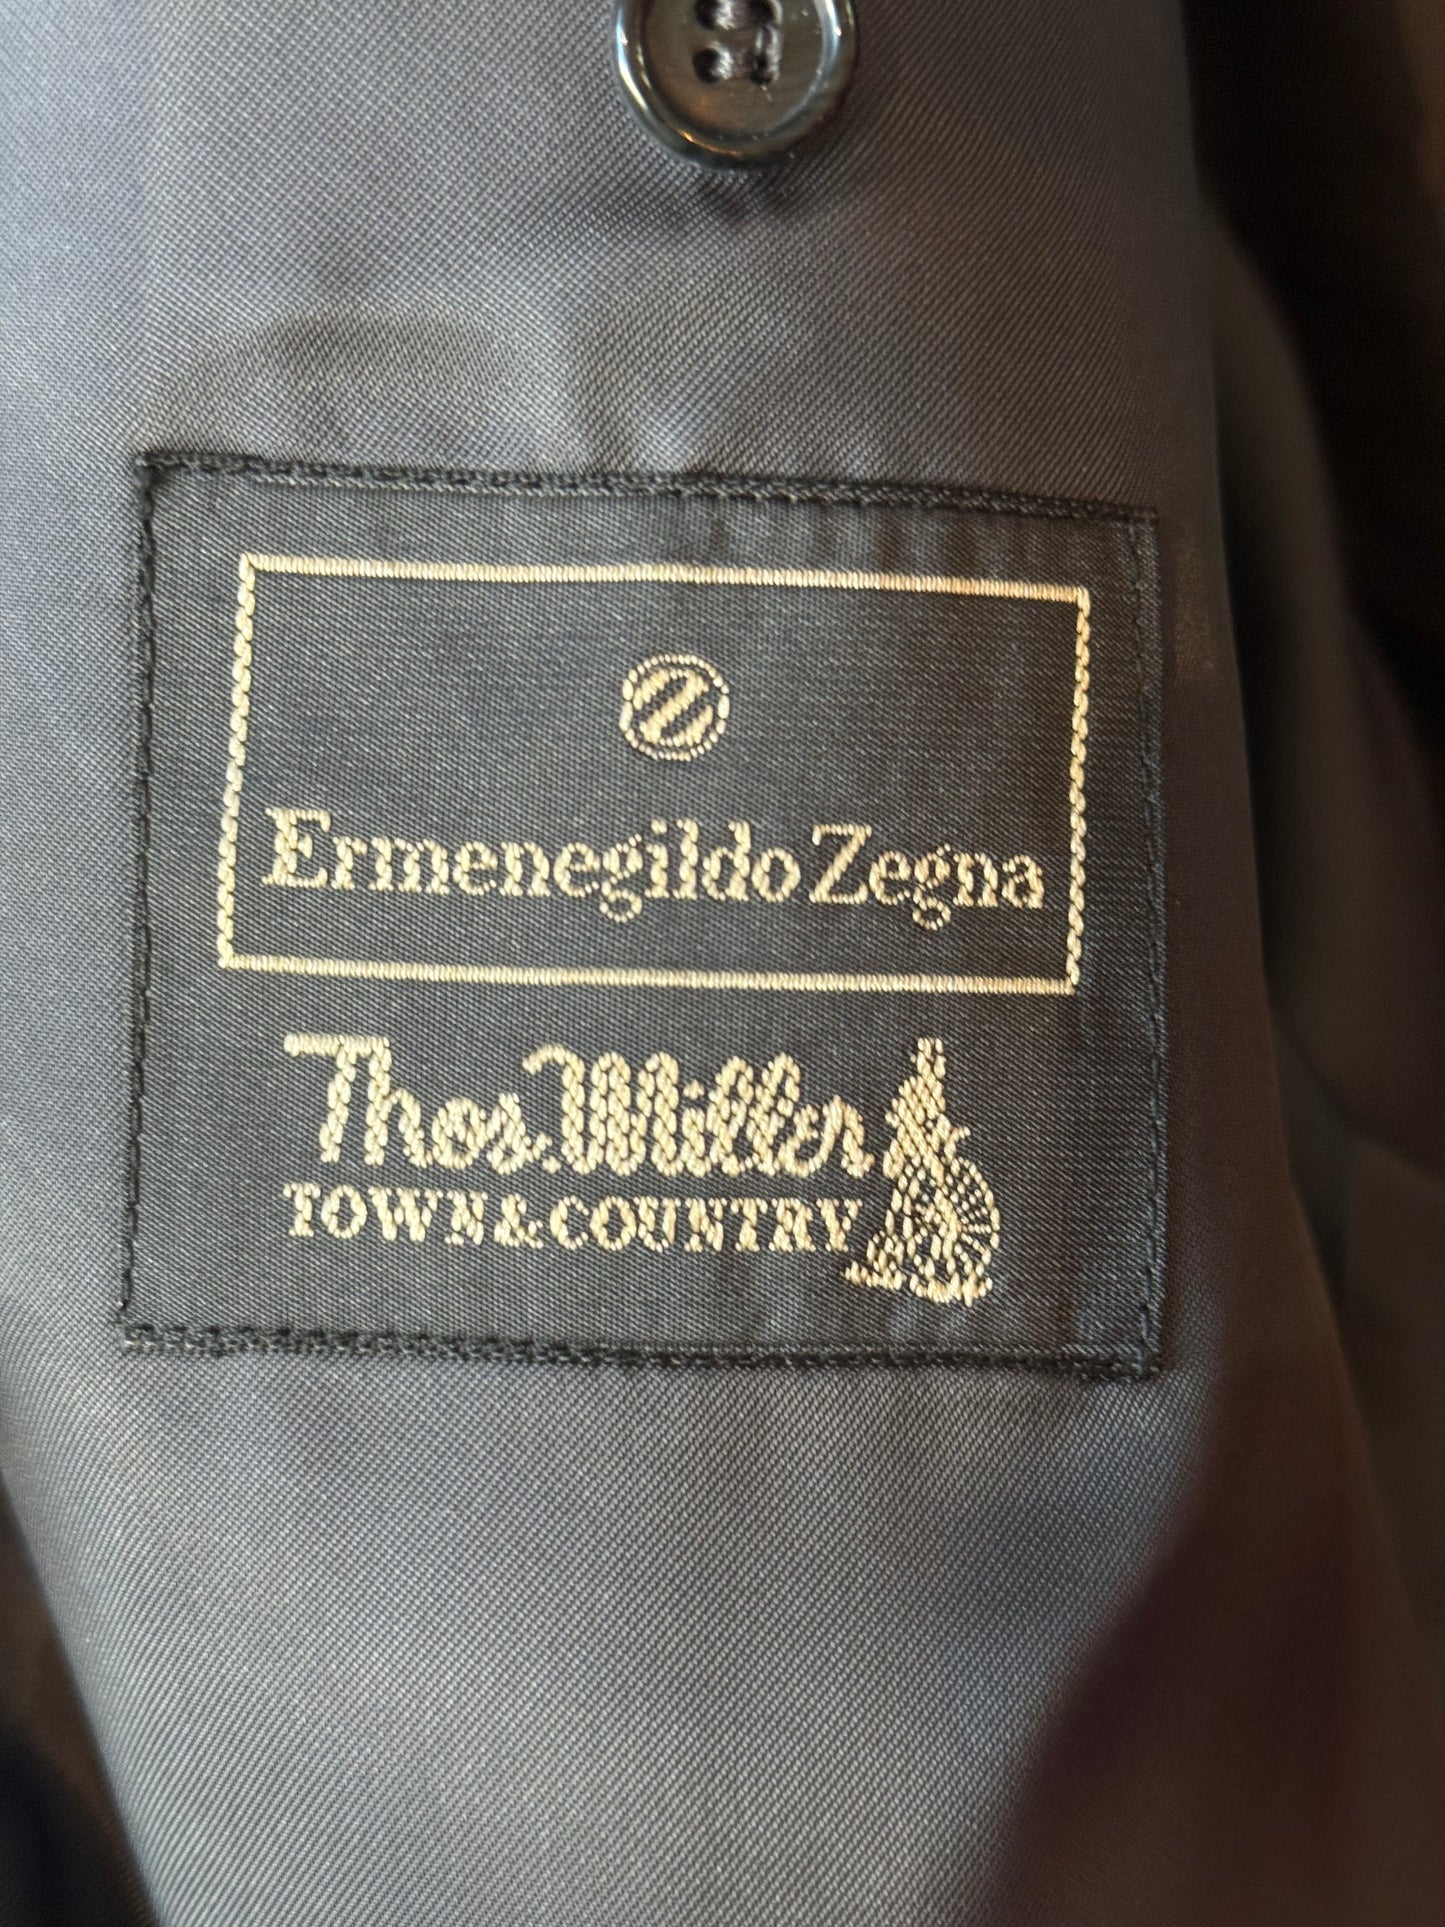 Z
Ermenegildo Zegna
Thos. Miller
TOWN & COUNTRY